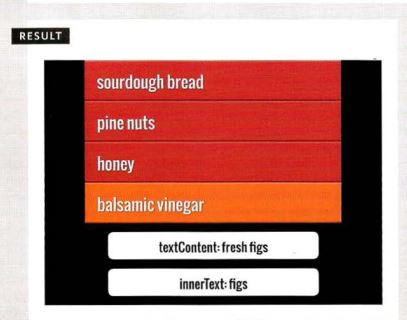 RESULT
sourdough bread
pine nuts
honey
balsamic vinegar
textContent: fresh figs
innerText: figs